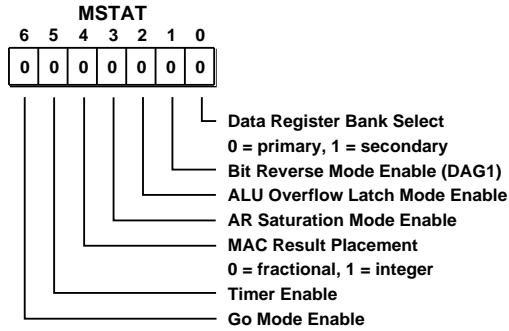 MSTAT
6 5 4 3 2 1 0
0 0 0 0 0 0 0
Data Register Bank Select
0 = primary, 1 = secondary
Bit Reverse Mode Enable (DAG1)
ALU Overflow Latch Mode Enable
AR Saturation Mode Enable
MAC Result Placement
0 = fractional, 1 = integer
Timer Enable
Go Mode Enable